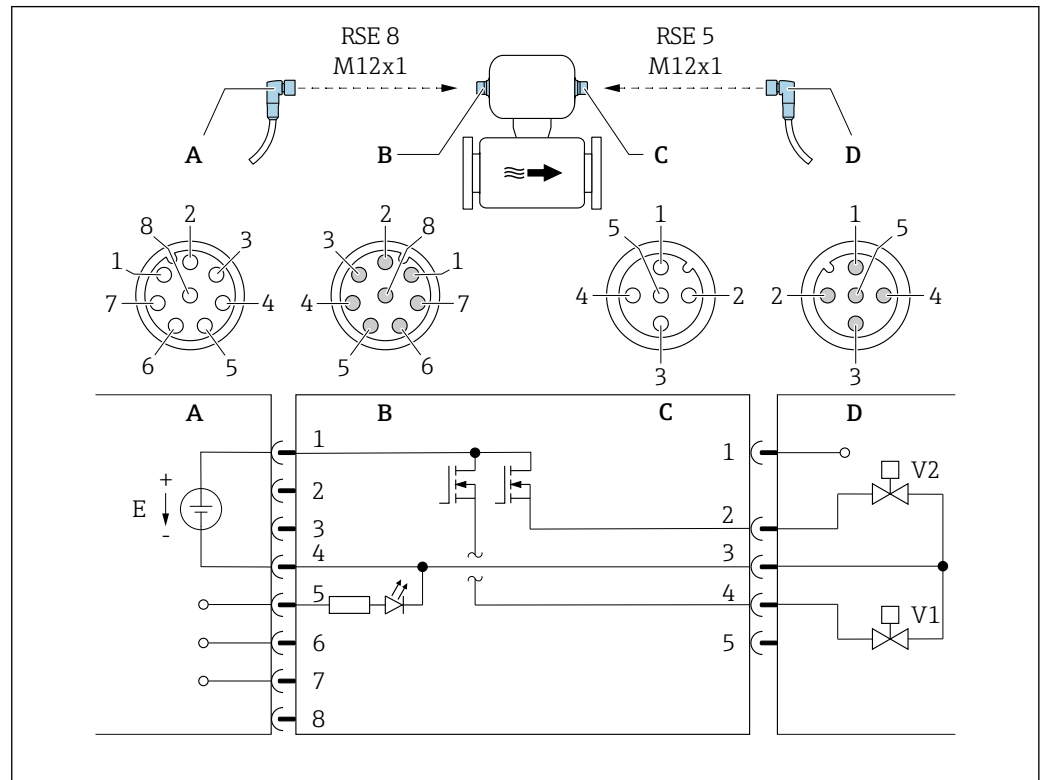 RSE 8 RSE 5
M12x1 M12x1
A B C D
8 2 3 2 8 5 1 1 5
1 3 1
7 4 4 7 4 2 2 4
6 5 5 6 3 3
A B C D
1 1
+ V2
E 2 2
- 3
4 3
5 4
6 V1
7 5
8